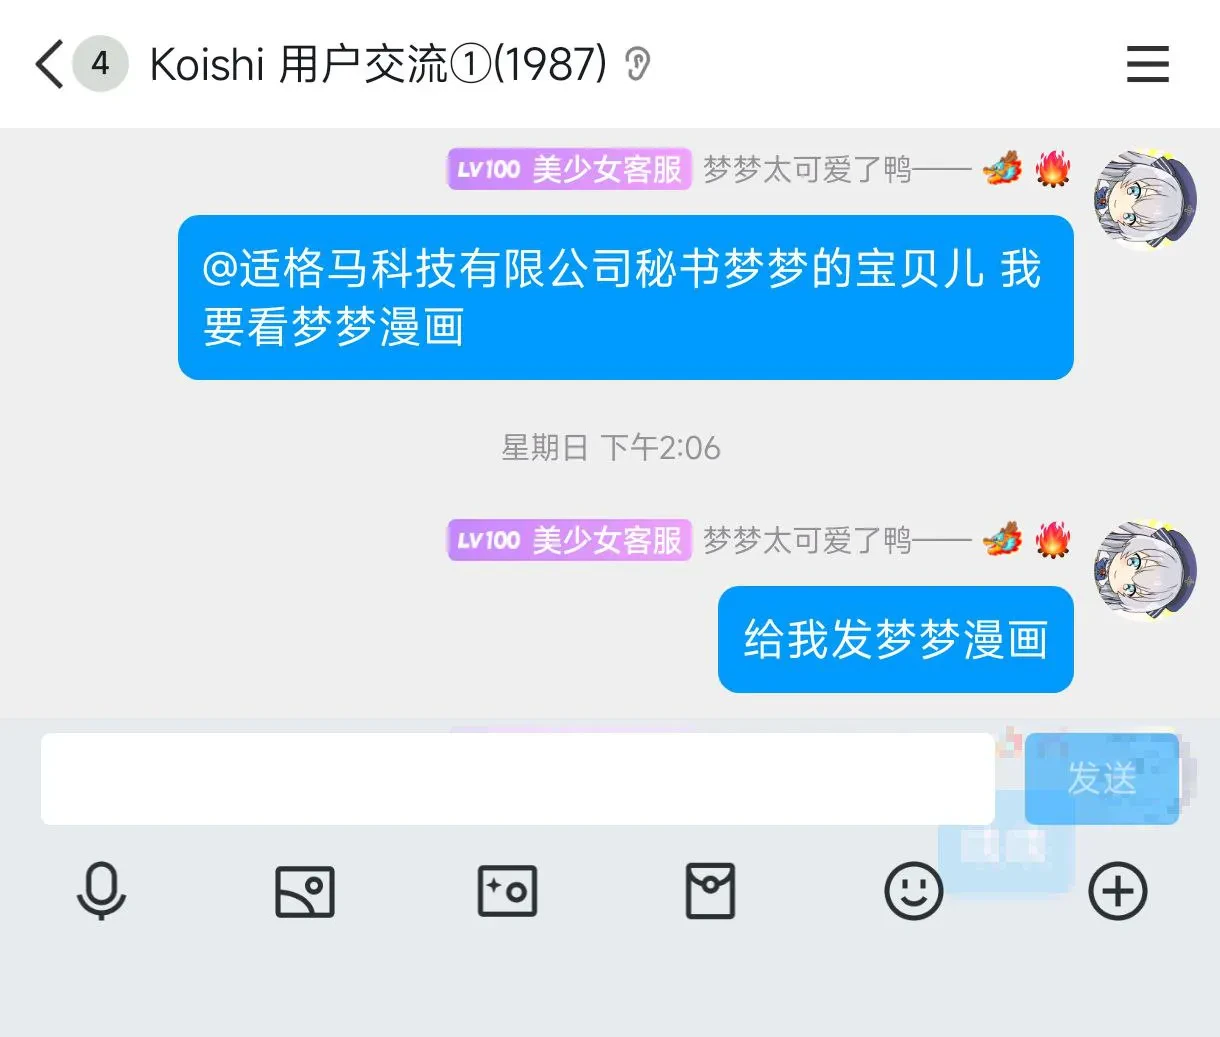 4 Koishi 用户交流①(1987)
LV100 美少女客服 梦梦太可爱了鸭——
@适格马科技有限公司秘书梦梦的宝贝儿 我
要看梦梦漫画
星期日 下午2:06
LV100 美少女客服 梦梦太可爱了鸭——
给我发梦梦漫画
发送